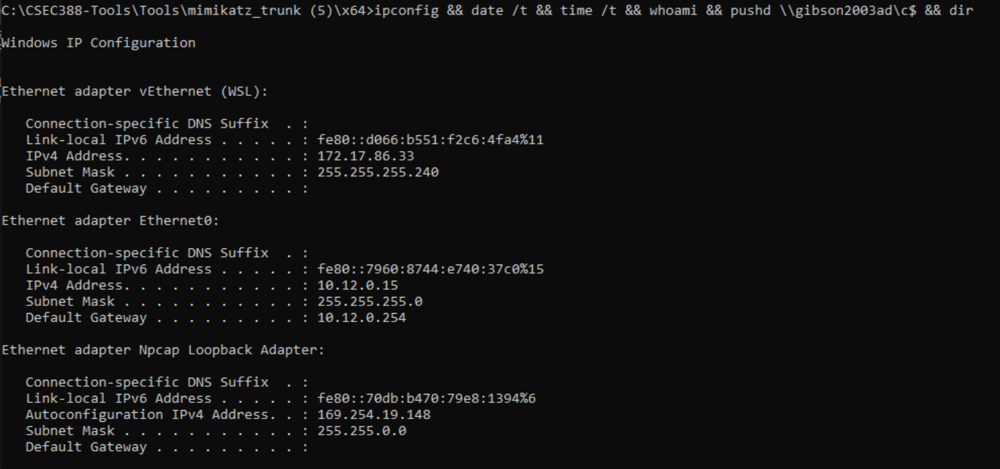 C:\CSEC388-Tools\Tools\mimikatz_trunk (5)\x64>ipconfig && date /t && time /t && whoami && pushd \\gibson2003ad\c$ && dir
Windows IP Configuration
Ethernet adapter vEthernet (WSL):
   Connection-specific DNS Suffix  . :
   Link-local IPv6 Address . . . . . : fe80::d066:b551:f2c6:4fa4%11
   IPv4 Address. . . . . . . . . . . : 172.17.86.33
   Subnet Mask . . . . . . . . . . . : 255.255.255.240
   Default Gateway . . . . . . . . . :
Ethernet adapter Ethernet0:
   Connection-specific DNS Suffix  . :
   Link-local IPv6 Address . . . . . : fe80::7960:8744:e740:37c0%15
   IPv4 Address. . . . . . . . . . . : 10.12.0.15
   Subnet Mask . . . . . . . . . . . : 255.255.255.0
   Default Gateway . . . . . . . . . : 10.12.0.254
Ethernet adapter Npcap Loopback Adapter:
   Connection-specific DNS Suffix  . :
   Link-local IPv6 Address . . . . . : fe80::70db:b470:79e8:1394%6
   Autoconfiguration IPv4 Address. . : 169.254.19.148
   Subnet Mask . . . . . . . . . . . : 255.255.0.0
   Default Gateway . . . . . . . . . :